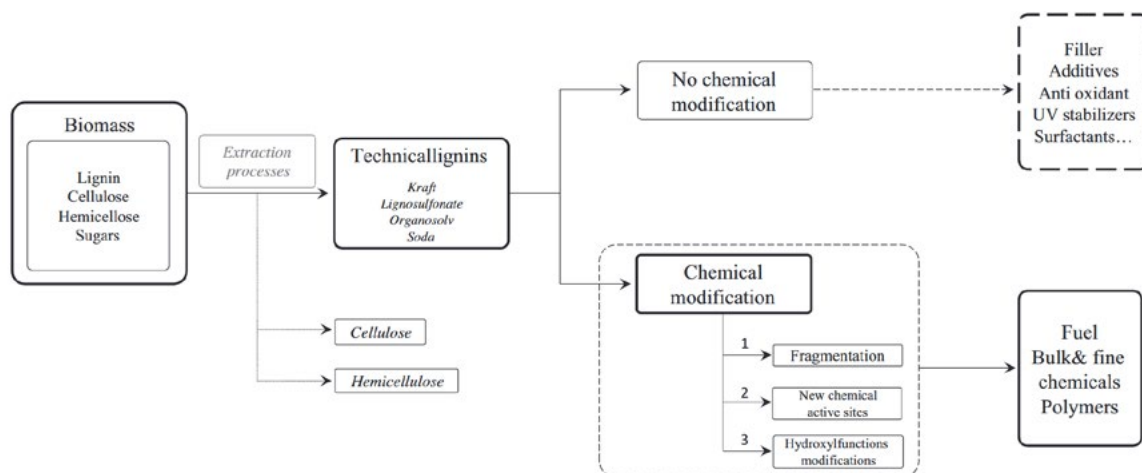 Biomass
Lignin
Cellulose
Hemicellose
Sugars
Extraction
processes
Technicallignins
Kraft
Lignosulfonate
Organosolv
Soda
Cellulose
Hemicellulose
No chemical
modification
Filler
Additives
Anti oxidant
UV stabilizers
Surfactants…
Chemical
modification
1
Fragmentation
2
New chemical
active sites
3
Hydroxylfunctions
modifications
Fuel
Bulk& fine
chemicals
Polymers